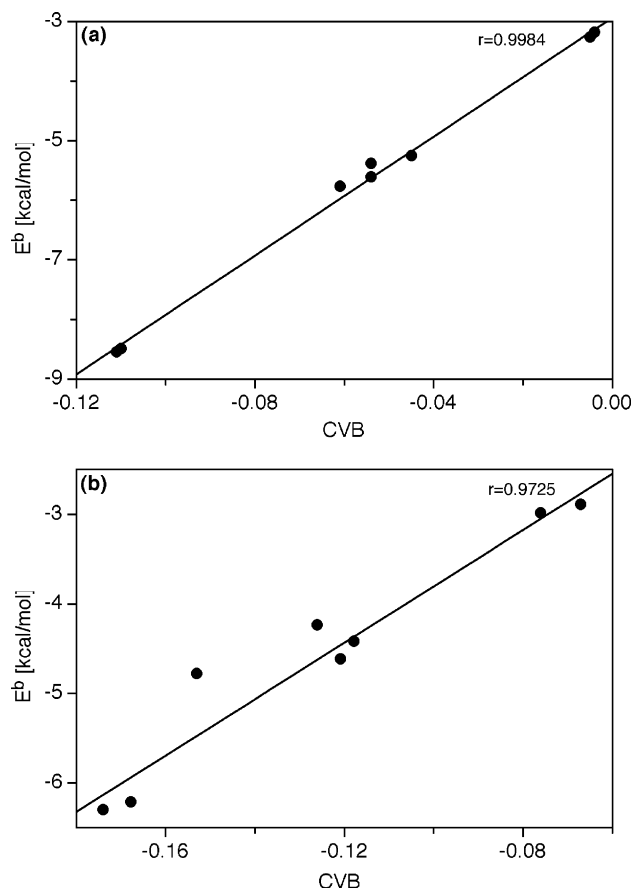 (a)
r=0.9984
-3
-5
-7
-9
E^b [kcal/mol]
-0.12
-0.08
-0.04
0.00
CVB
(b)
r=0.9725
-3
-4
-5
-6
E^b [kcal/mol]
-0.16
-0.12
-0.08
CVB